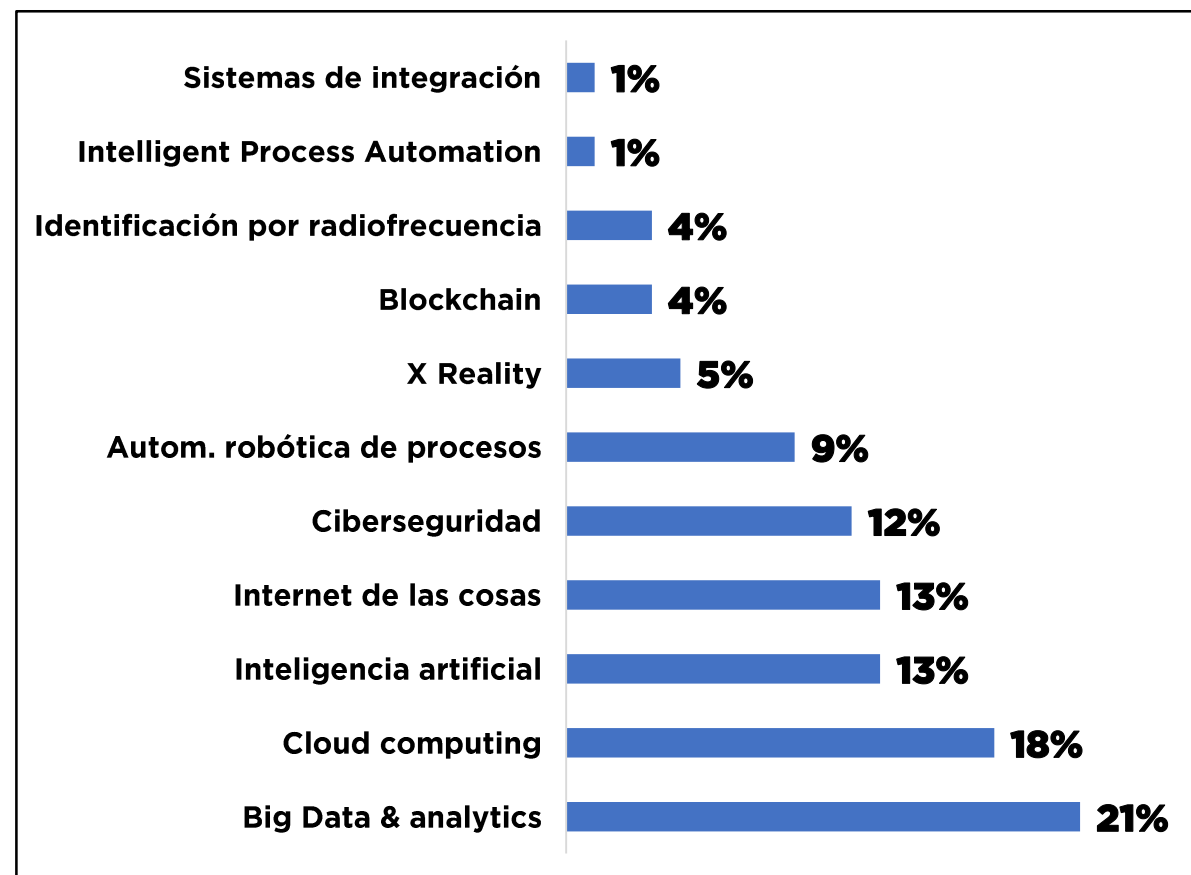 Sistemas de integración 1%
Intelligent Process Automation 1%
Identificación por radiofrecuencia 4%
Blockchain 4%
X Reality 5%
Autom. robótica de procesos 9%
Ciberseguridad 12%
Internet de las cosas 13%
Inteligencia artificial 13%
Cloud computing 18%
Big Data & analytics 21%